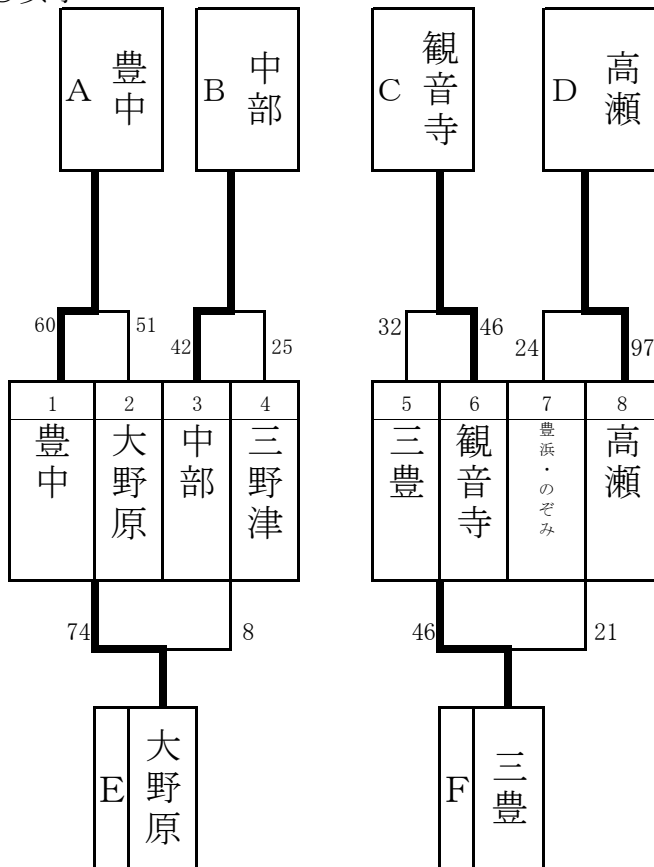 A 豊中
B 中部
C 観音寺
D 高瀬
60 51
42 25
32 46
24 97
1 2 3 4
豊中 大野原 中部 三野津
5 6 7 8
三豊 観音寺 豊浜・のぞみ 高瀬
74 8
46 21
E 大野原
F 三豊